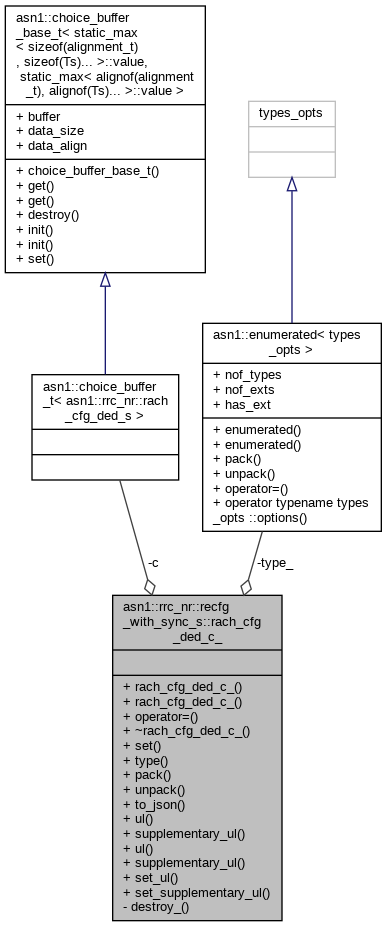 asn1::choice_buffer
_base_t< static_max
< sizeof(alignment_t)
, sizeof(Ts)... >::value,
static_max< alignof(alignment
_t), alignof(Ts)... >::value >
+ buffer
+ data_size
+ data_align
+ choice_buffer_base_t()
+ get()
+ get()
+ destroy()
+ init()
+ init()
+ set()
types_opts
asn1::choice_buffer
_t< asn1::rrc_nr::rach
_cfg_ded_s >
asn1::enumerated< types
_opts >
+ nof_types
+ nof_exts
+ has_ext
+ enumerated()
+ enumerated()
+ pack()
+ unpack()
+ operator=()
+ operator typename types
_opts ::options()
-c
-type_
asn1::rrc_nr::recfg
_with_sync_s::rach_cfg
_ded_c_
+ rach_cfg_ded_c_()
+ rach_cfg_ded_c_()
+ operator=()
+ ~rach_cfg_ded_c_()
+ set()
+ type()
+ pack()
+ unpack()
+ to_json()
+ ul()
+ supplementary_ul()
+ ul()
+ supplementary_ul()
+ set_ul()
+ set_supplementary_ul()
- destroy_()